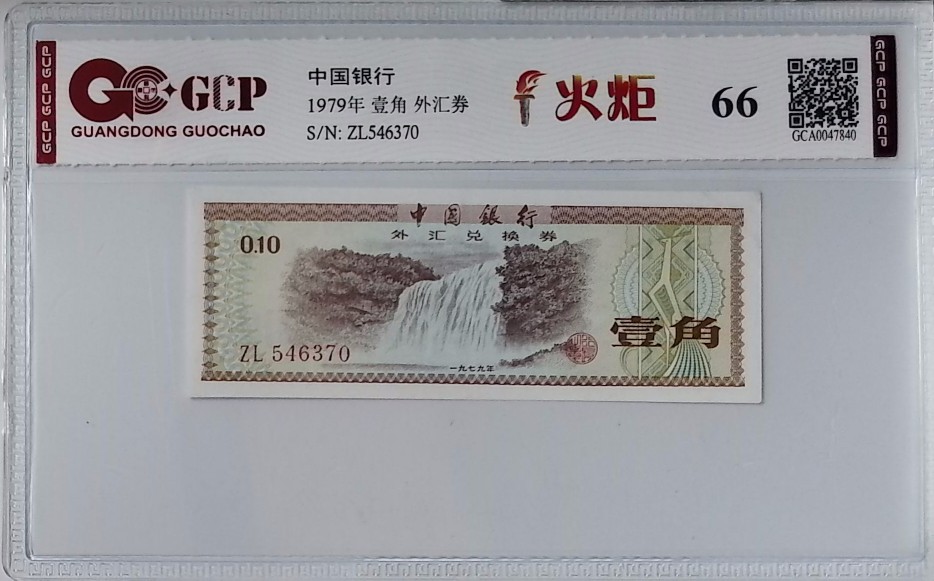 GCP GCP GCP
GCP
GUANGDONG GUOCHAO
中国银行
1979年 壹角 外汇券
S/N: ZL546370
火炬
66
GCA0047840
GCP GCP GCP
中国银行
外汇兑换券
0.10
壹角
ZL 546370
一九七九年